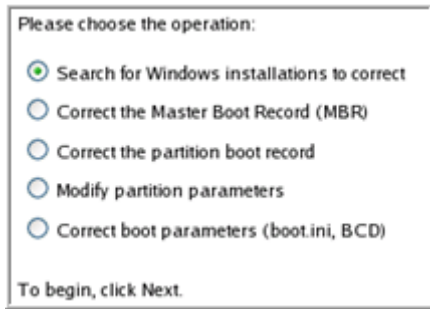 Please choose the operation:
Search for Windows installations to correct
Correct the Master Boot Record (MBR)
Correct the partition boot record
Modify partition parameters
Correct boot parameters (boot.ini, BCD)
To begin, click Next.